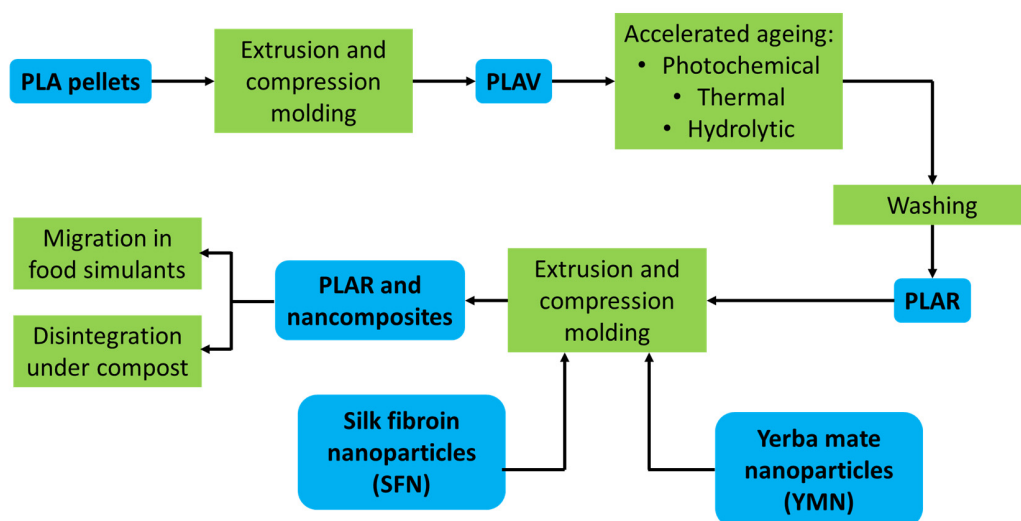 PLA pellets
Extrusion and
compression
molding
PLAV
Accelerated ageing:
• Photochemical
• Thermal
• Hydrolytic
Washing
PLAR
Extrusion and
compression
molding
PLAR and
nancomposites
Migration in
food simulants
Disintegration
under compost
Silk fibroin
nanoparticles
(SFN)
Yerba mate
nanoparticles
(YMN)